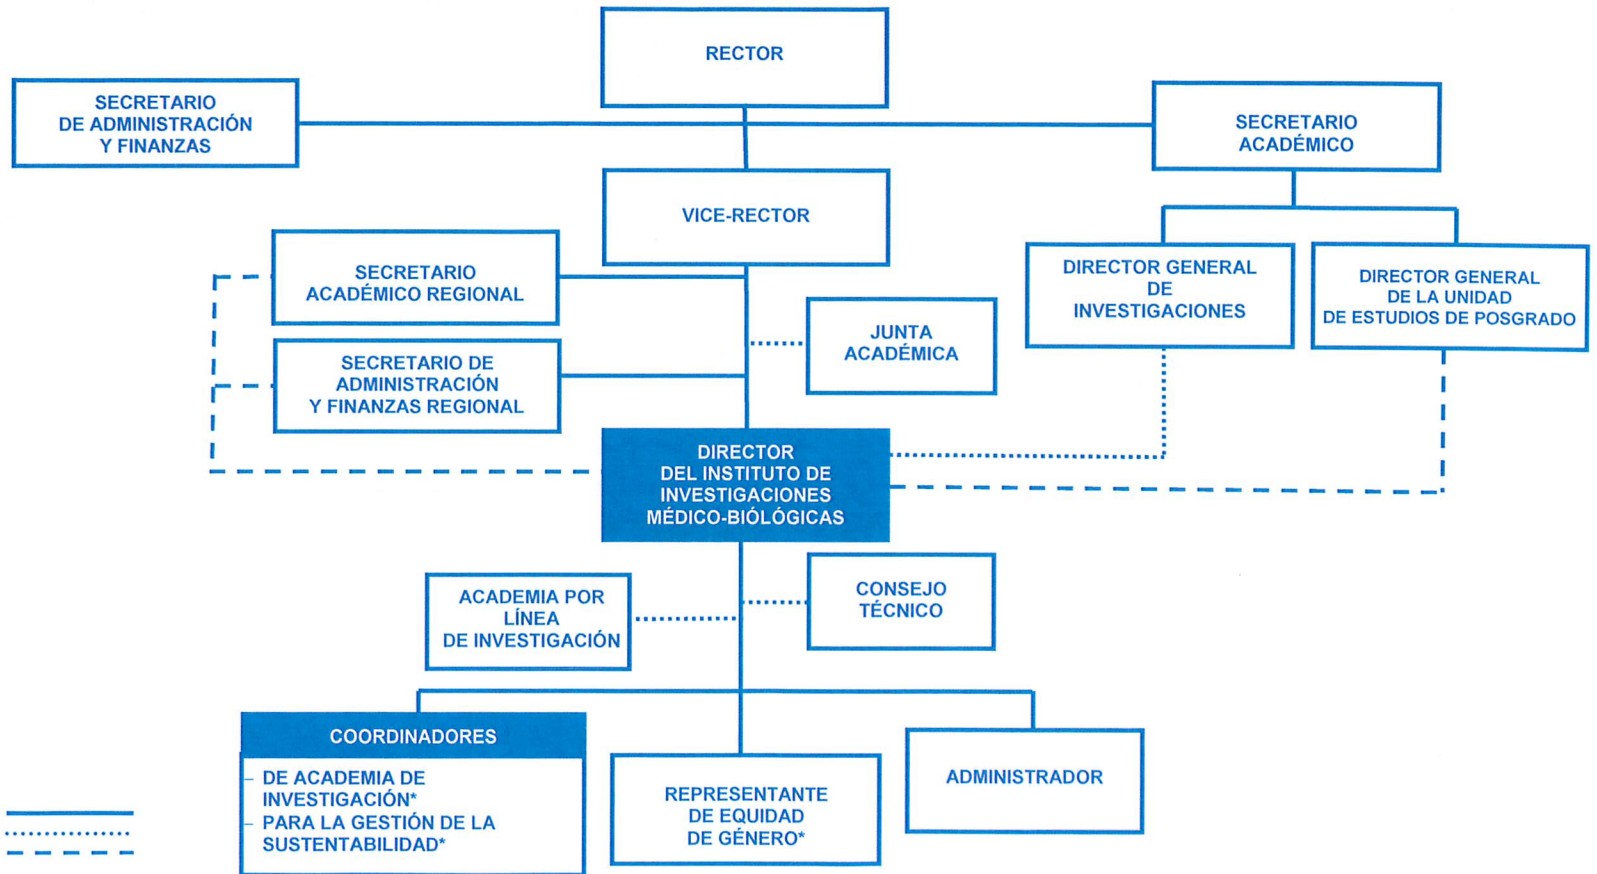 RECTOR
SECRETARIO
DE ADMINISTRACIÓN
Y FINANZAS
SECRETARIO
ACADÉMICO
VICE-RECTOR
SECRETARIO
ACADÉMICO REGIONAL
DIRECTOR GENERAL
DE
INVESTIGACIONES
DIRECTOR GENERAL
DE LA UNIDAD
DE ESTUDIOS DE POSGRADO
JUNTA
ACADÉMICA
SECRETARIO DE
ADMINISTRACIÓN
Y FINANZAS REGIONAL
DIRECTOR
DEL INSTITUTO DE
INVESTIGACIONES
MÉDICO-BIÓLÓGICAS
ACADEMIA POR
LÍNEA
DE INVESTIGACIÓN
CONSEJO
TÉCNICO
COORDINADORES
– DE ACADEMIA DE
INVESTIGACIÓN*
– PARA LA GESTIÓN DE LA
SUSTENTABILIDAD*
REPRESENTANTE
DE EQUIDAD
DE GÉNERO*
ADMINISTRADOR